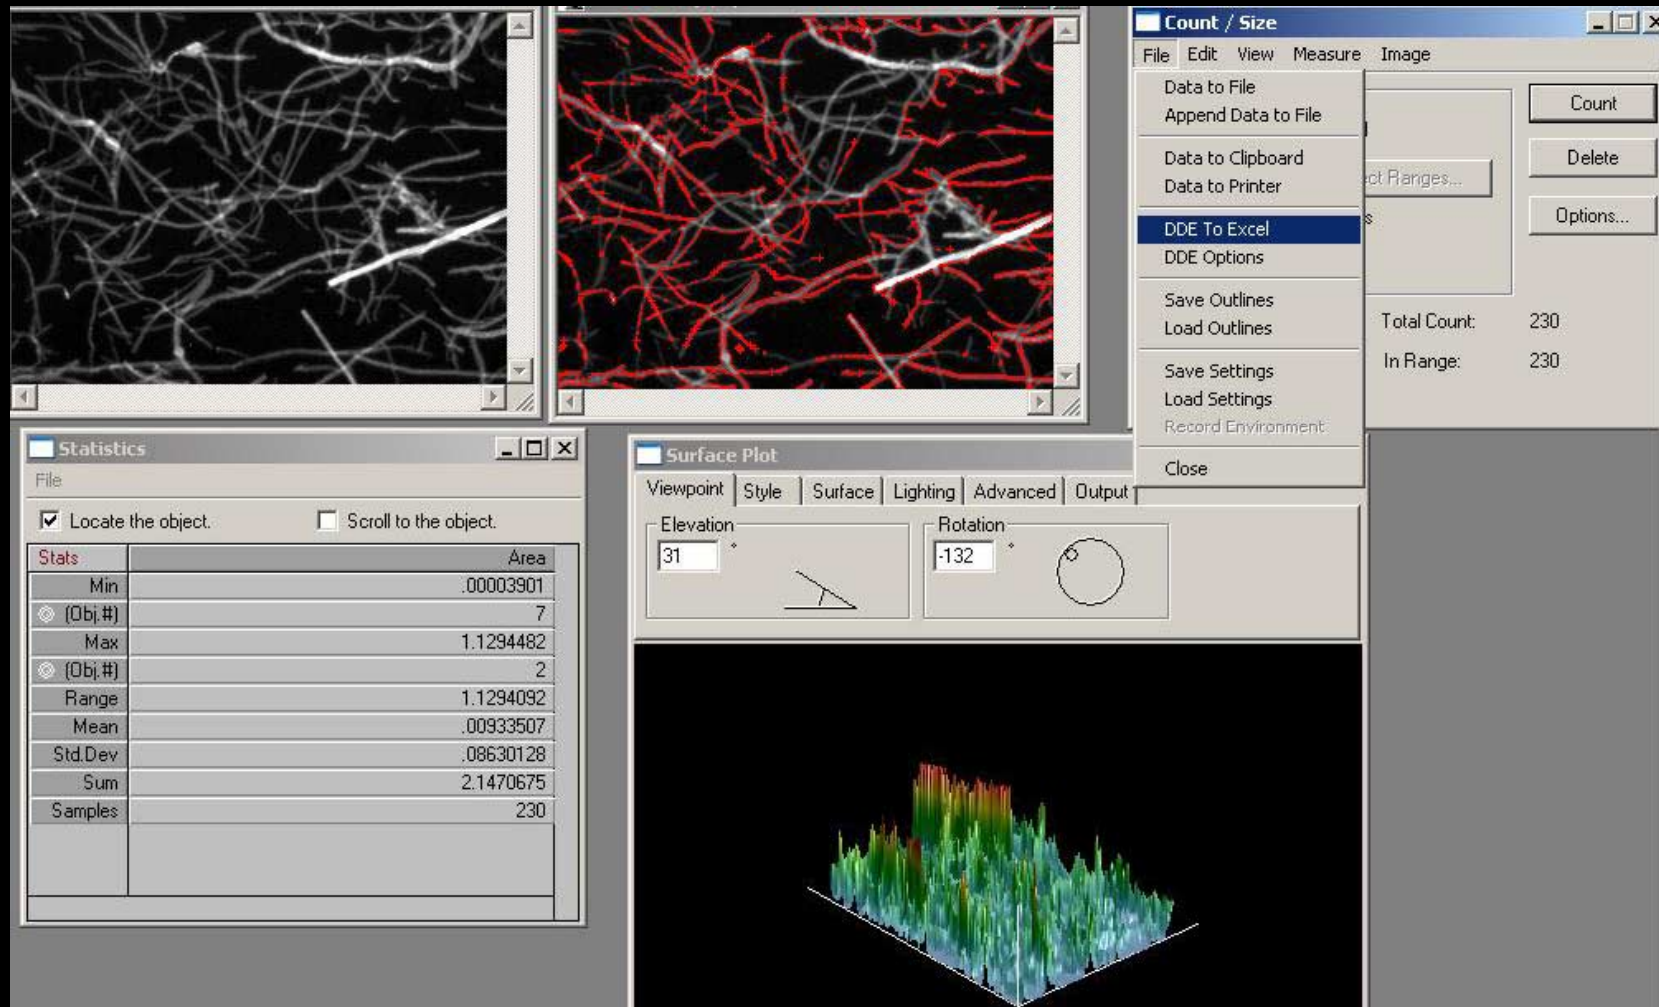 Count / Size
File Edit View Measure Image
Data to File
Append Data to File
Data to Clipboard
Data to Printer
DDE To Excel
DDE Options
Save Outlines
Load Outlines
Save Settings
Load Settings
Record Environment
Close
Ranges...
Count
Delete
Options...
Total Count: 230
In Range: 230
Statistics
File
Locate the object. Scroll to the object.
Stats Area
Min .00003901
(Obj.#) 7
Max 1.1294482
(Obj.#) 2
Range 1.1294092
Mean .00933507
Std.Dev .08630128
Sum 2.1470675
Samples 230
Surface Plot
Viewpoint Style Surface Lighting Advanced Output
Elevation Rotation
31 ° -132 °